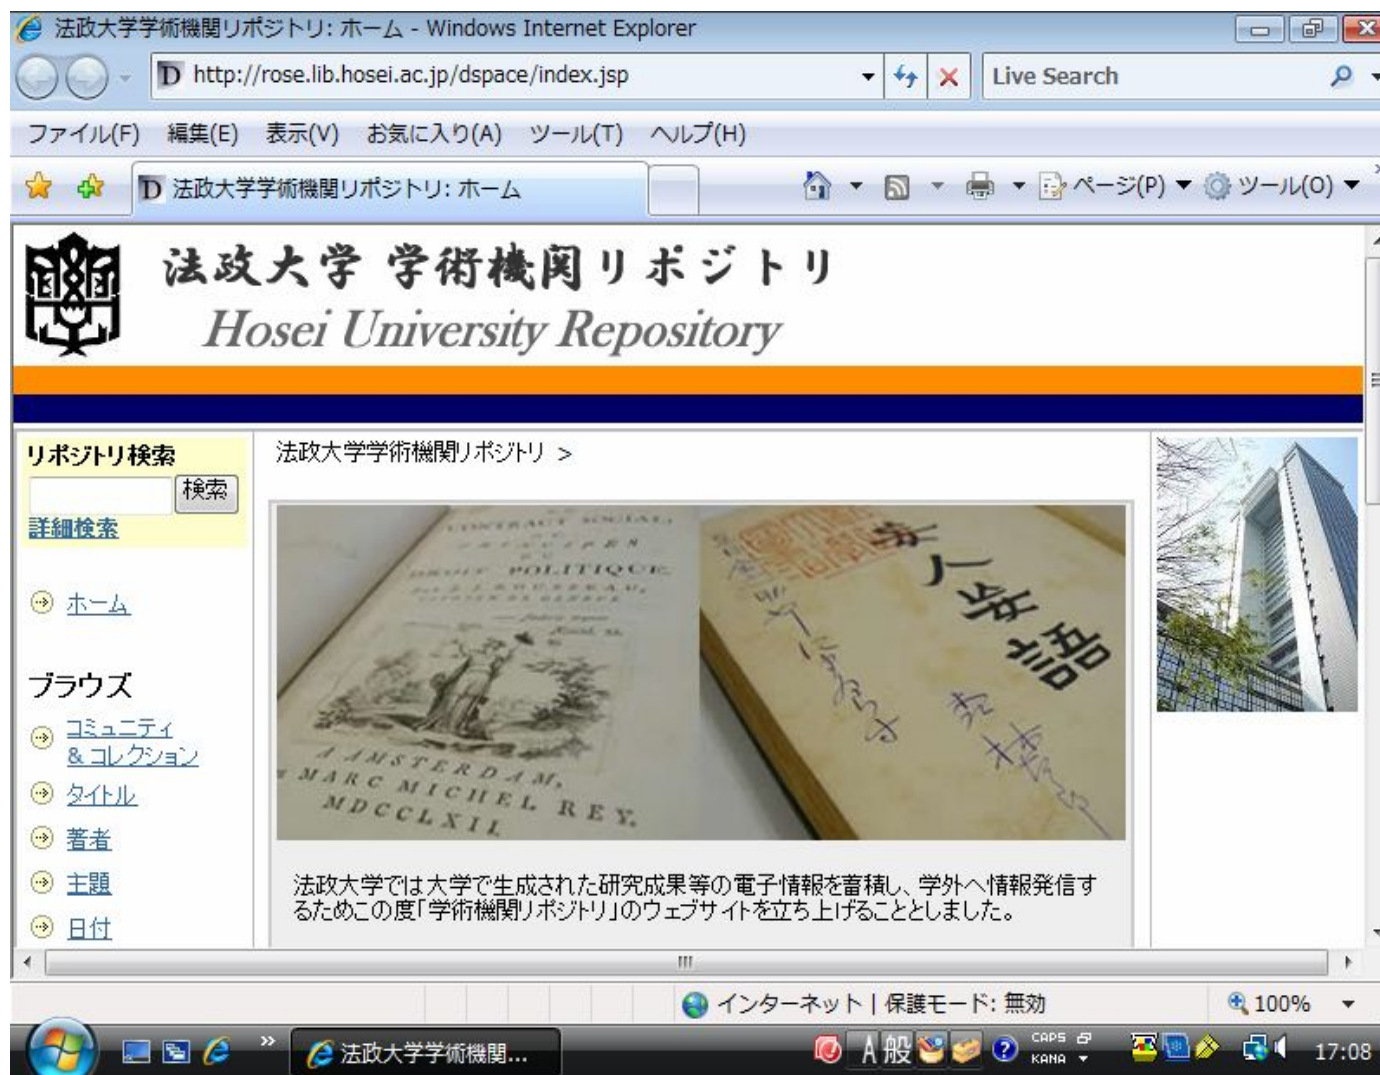 法政大学学術機関リポジトリ: ホーム - Windows Internet Explorer
http://rose.lib.hosei.ac.jp/dspace/index.jsp
Live Search
ファイル(F) 編集(E) 表示(V) お気に入り(A) ツール(T) ヘルプ(H)
法政大学学術機関リポジトリ: ホーム
ページ(P) ツール(O)
法政大学 学術機関リポジトリ
Hosei University Repository
リポジトリ検索
検索
詳細検索
ホーム
ブラウズ
コミュニティ
& コレクション
タイトル
著者
主題
日付
法政大学学術機関リポジトリ >
CONTRACT SOCIAL,
DROIT POLITIQUE.
A AMSTERDAM,
MARC MICHEL REY.
MDCCLXII.
人生語
法政大学では大学で生成された研究成果等の電子情報を蓄積し、学外へ情報発信す
るためこの度「学術機関リポジトリ」のウェブサイトを立ち上げることとしました。
インターネット | 保護モード: 無効
100%
法政大学学術機関...
A 般
CAPS
KANA
17:08